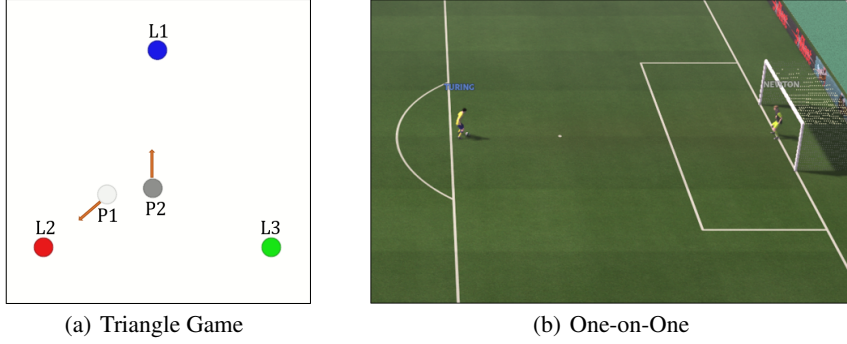 L1
P1
P2
L2
L3
TURING
NEWTON
(a) Triangle Game
(b) One-on-One